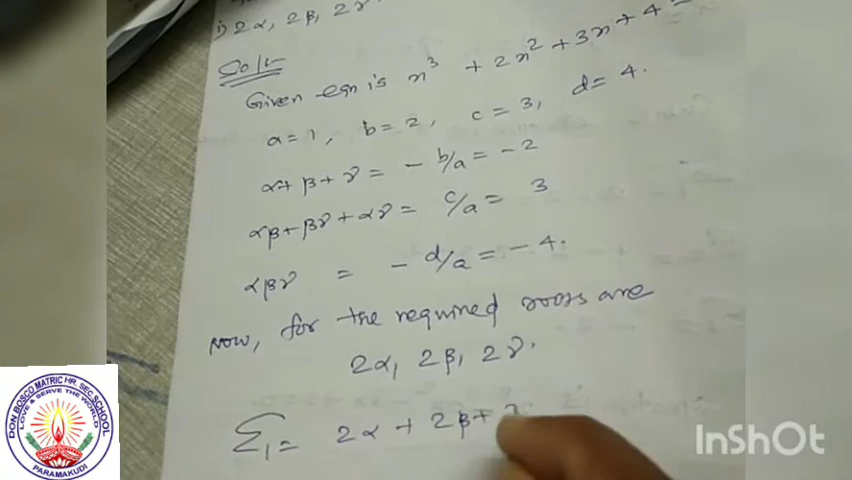 i) 2α, 2β, 2γ
Soln
Given eqn is x³ + 2x² + 3x + 4 =
a = 1, b = 2, c = 3, d = 4.
α + β + γ = - b/a = - 2
αβ + βγ + αγ = c/a = 3
αβγ = - d/a = - 4.
Now, for the required roots are
2α, 2β, 2γ.
Σ₁ = 2α + 2β +
DON BOSCO MATRIC HR. SEC. SCHOOL
LOVE & SERVE THE WORLD
PARAMAKUDI
InShOt